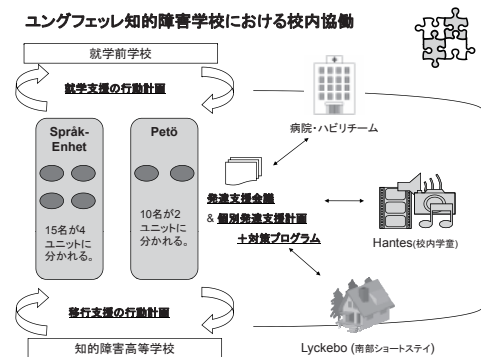 ユングフェッレ知的障害学校における校内協働
就学前学校
就学支援の行動計画
Språk-
Enhet
15名が4
ユニットに
分かれる。
Petö
10名が2
ユニットに
分かれる。
病院・ハビリチーム
発達支援会議
& 個別発達支援計画
+対策プログラム
Hantes(校内学童)
移行支援の行動計画
知的障害高等学校
Lyckebo (南部ショートステイ)